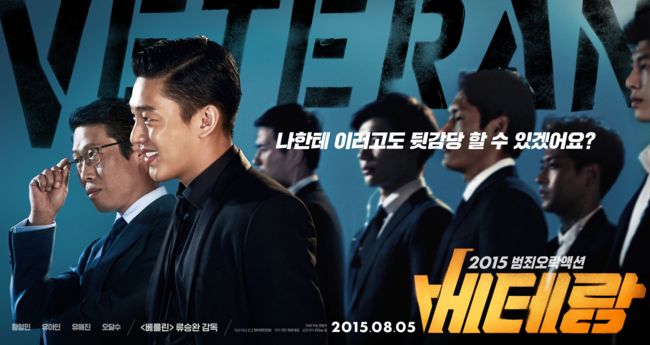 VETERAN
나한테 이러고도 뒷감당 할 수 있겠어요?
2015 범죄오락액션
베테랑
황정민 유아인 유해진 오달수 <베를린> 류승완 감독
2015.08.05